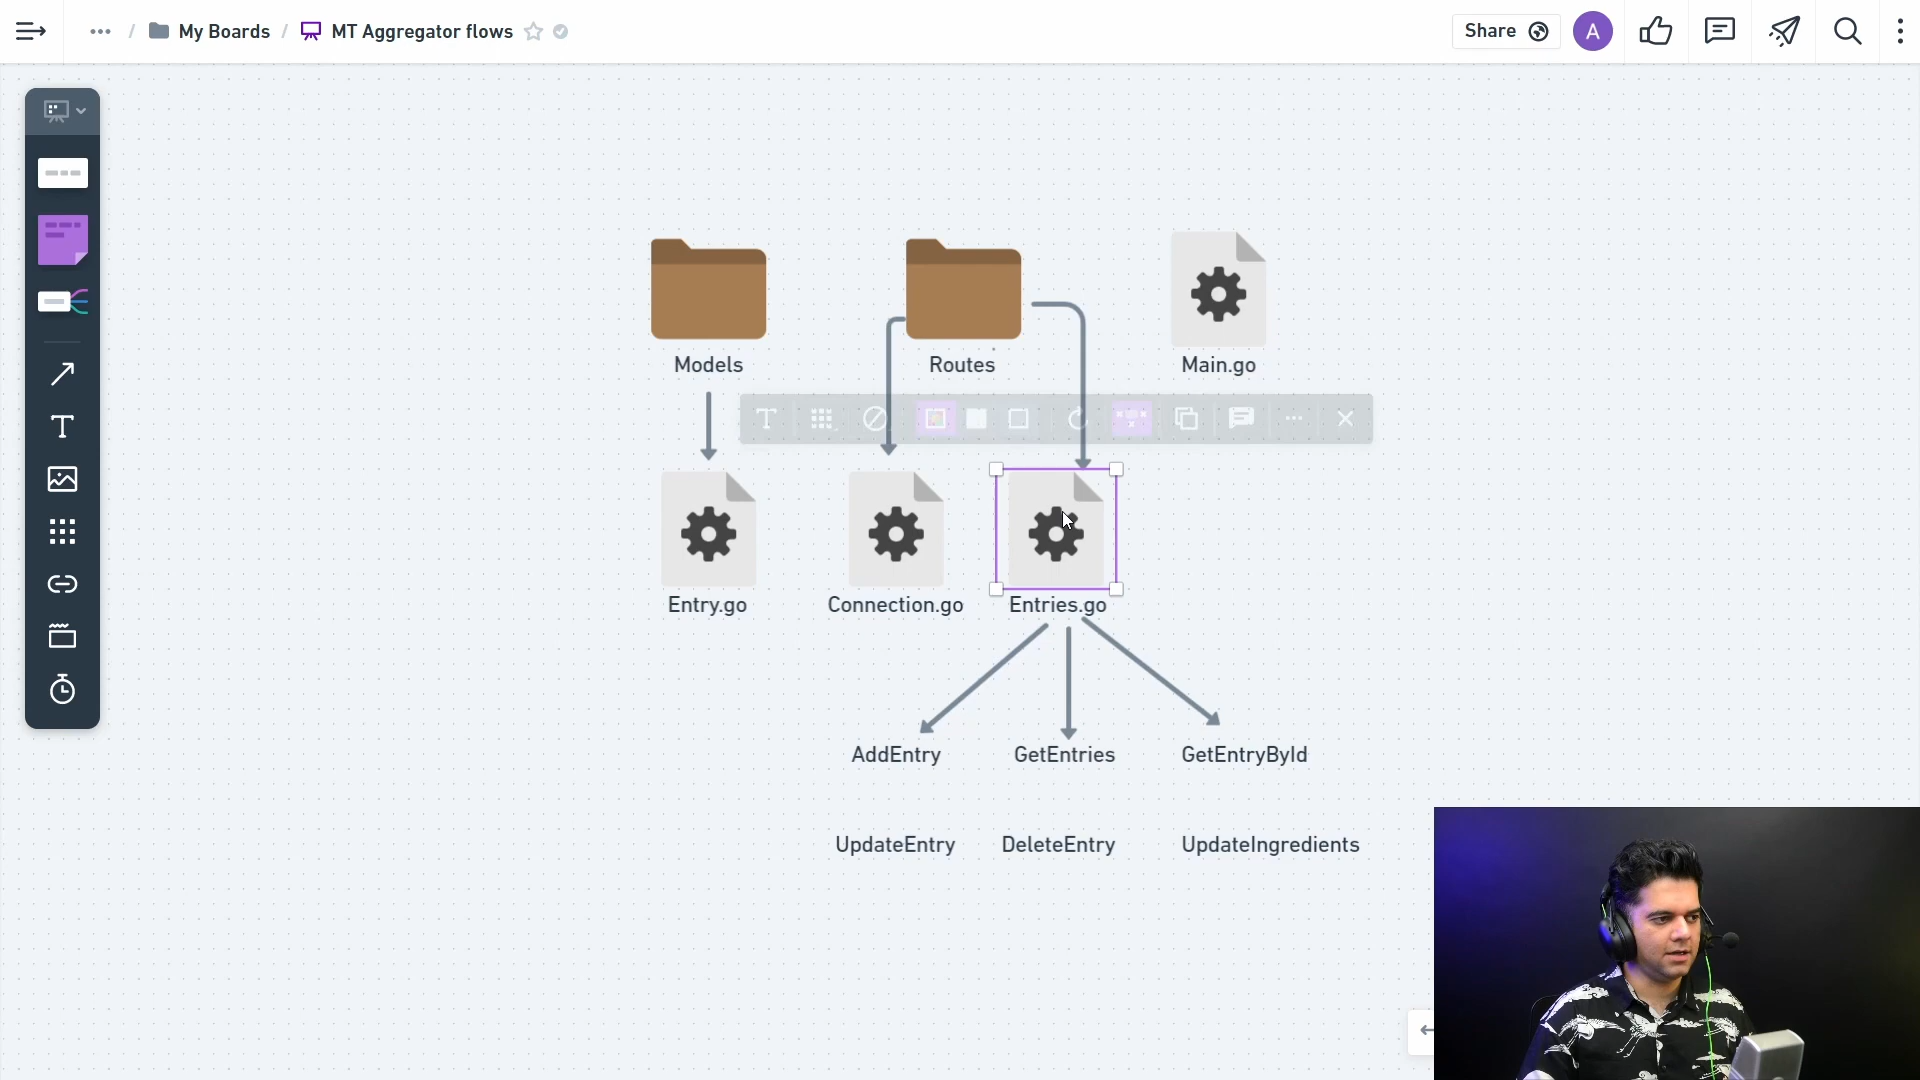 ••• / My Boards / MT Aggregator flows
Share A
Models
Routes
Main.go
T
T
Entry.go
Connection.go
Entries.go
AddEntry
GetEntries
GetEntryById
UpdateEntry
DeleteEntry
UpdateIngredients